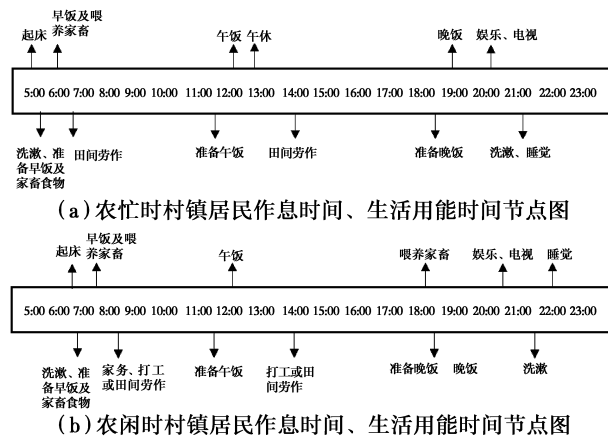 早饭及喂
养家畜
起床
午饭 午休
晚饭
娱乐、电视
5:00 6:00 7:00 8:00 9:00 10:00 11:00 12:00 13:00 14:00 15:00 16:00 17:00 18:00 19:00 20:00 21:00 22:00 23:00
洗漱、准
备早饭及
家畜食物
田间劳作
准备午饭
田间劳作
准备晚饭
洗漱、睡觉
(a)农忙时村镇居民作息时间、生活用能时间节点图
起床
早饭及喂
养家畜
午饭
喂养家畜
娱乐、电视
睡觉
5:00 6:00 7:00 8:00 9:00 10:00 11:00 12:00 13:00 14:00 15:00 16:00 17:00 18:00 19:00 20:00 21:00 22:00 23:00
洗漱、准
备早饭及
家畜食物
家务、打工
或田间劳作
准备午饭
打工或田
间劳作
准备晚饭 晚饭
洗漱
(b)农闲时村镇居民作息时间、生活用能时间节点图